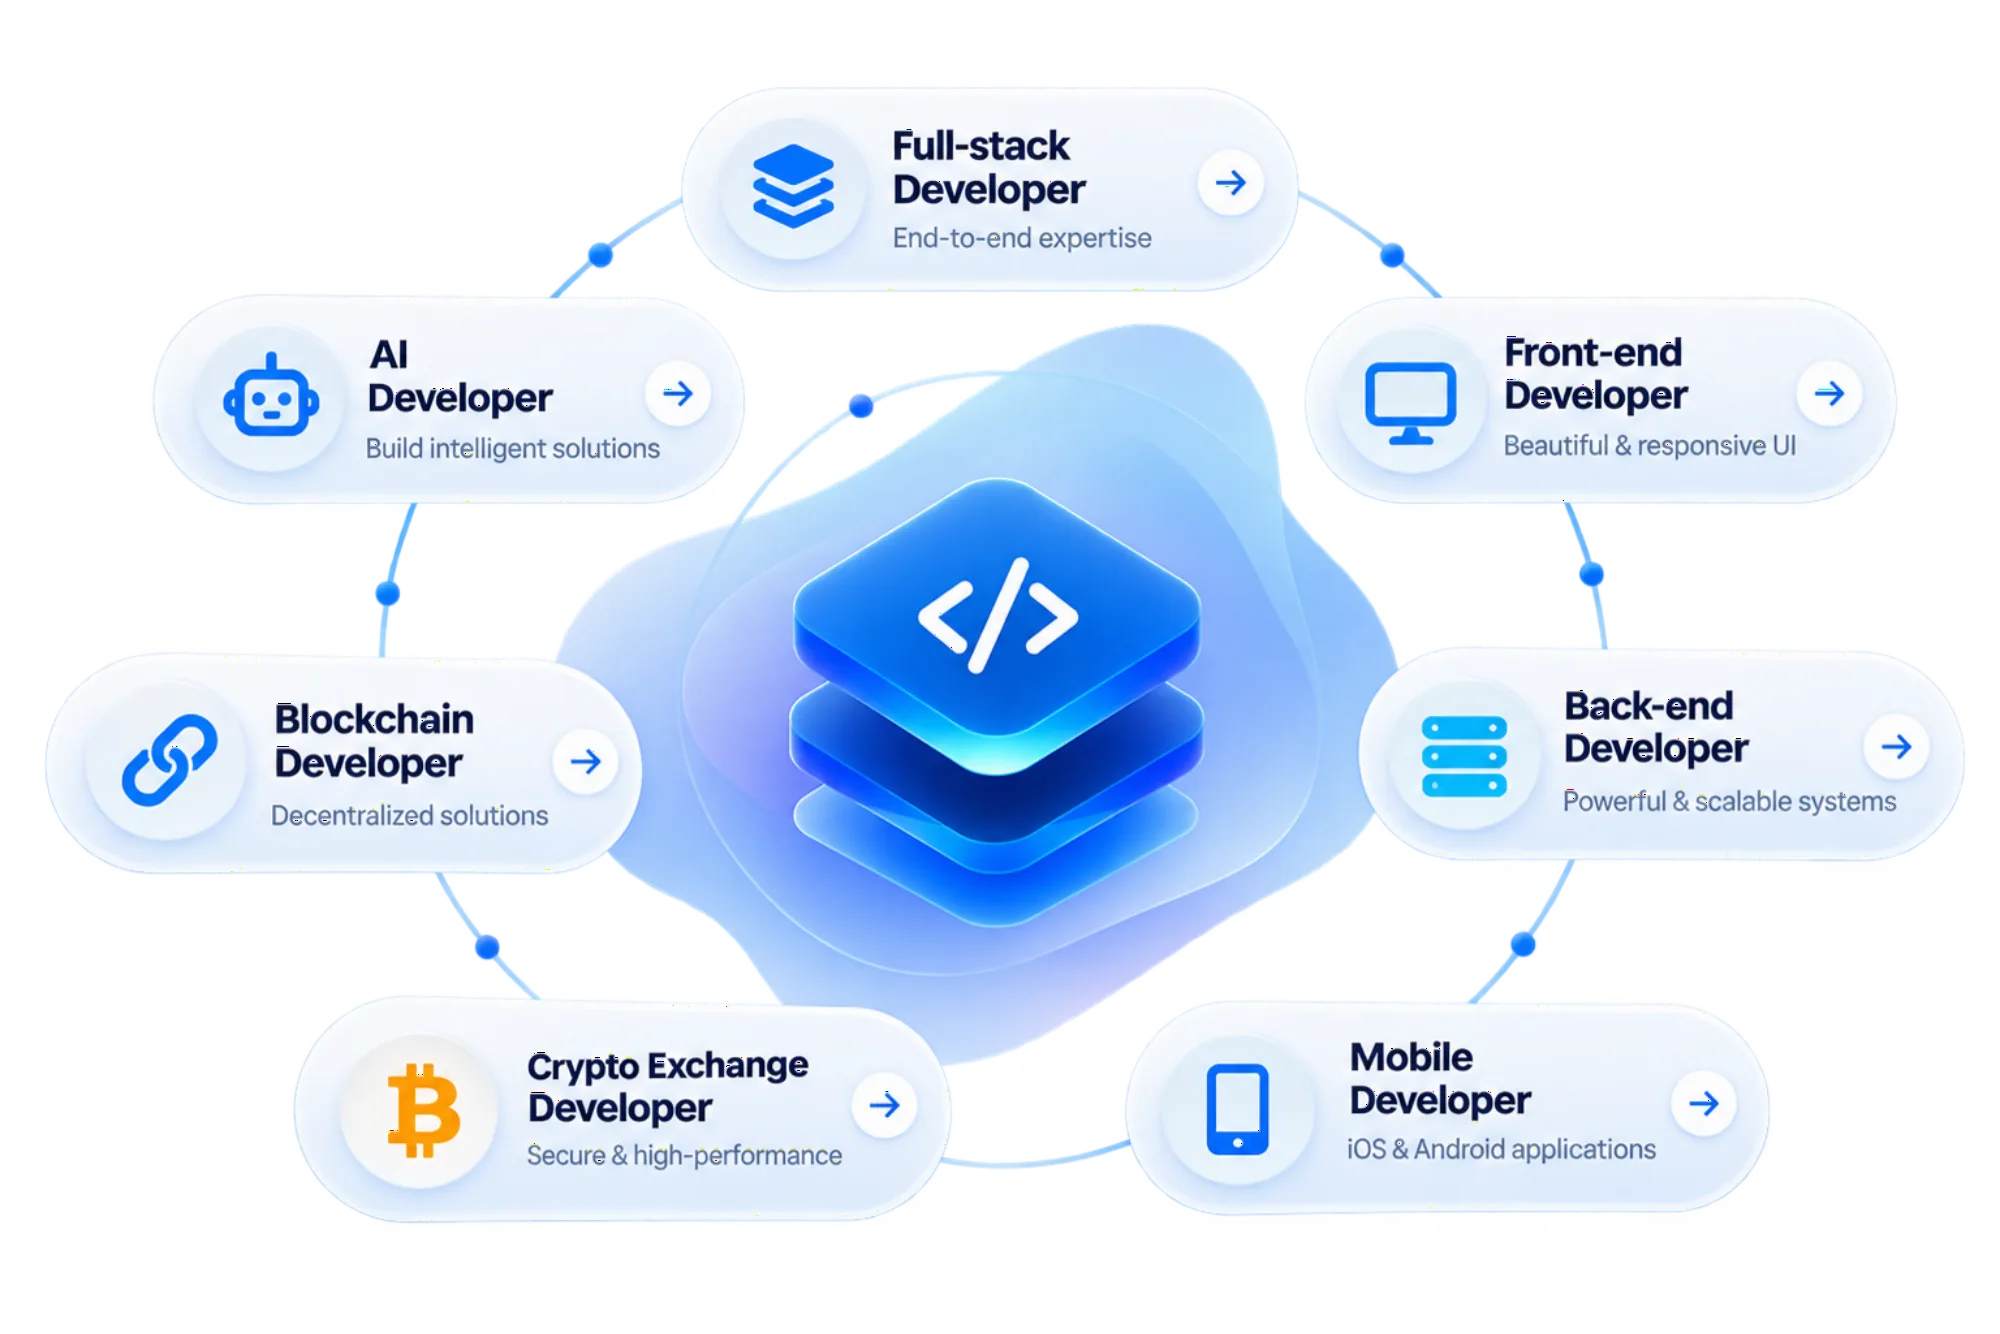 Full-stack
Developer
End-to-end expertise
AI
Developer
Build intelligent solutions
Front-end
Developer
Beautiful & responsive UI
</>
Blockchain
Developer
Decentralized solutions
Back-end
Developer
Powerful & scalable systems
Crypto Exchange
Developer
Secure & high-performance
Mobile
Developer
iOS & Android applications